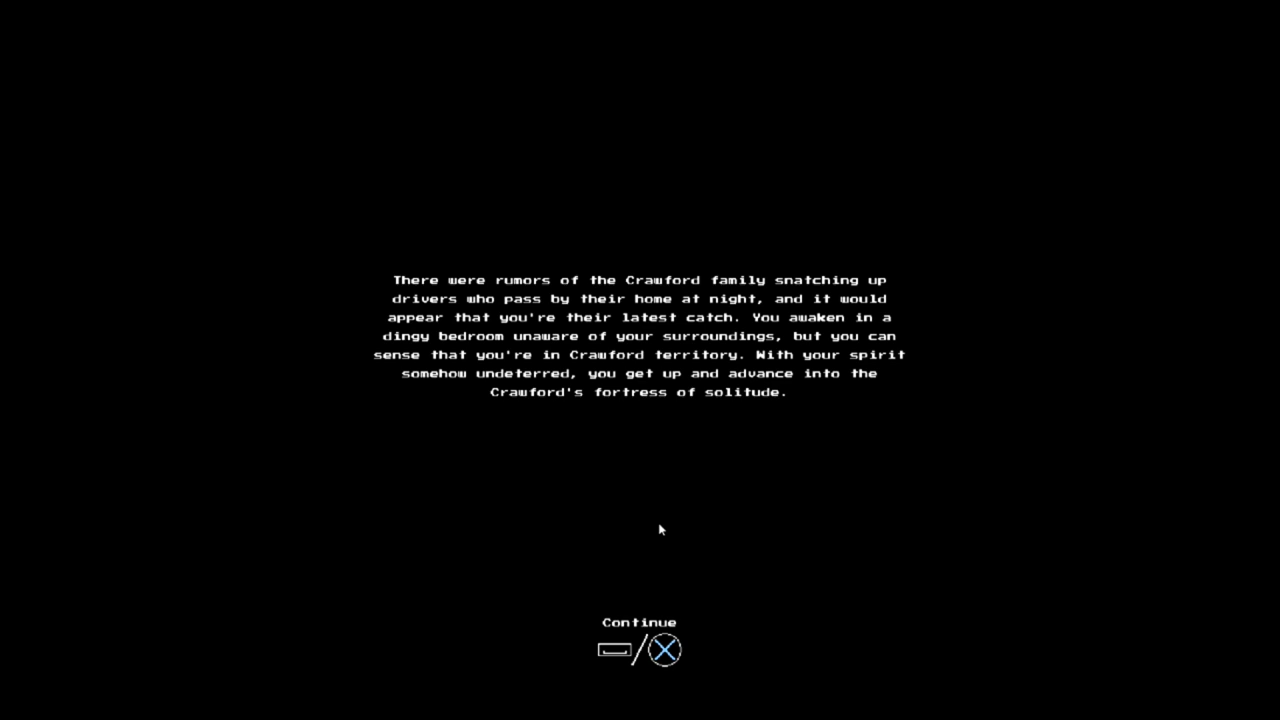 There were rumors of the Crawford family snatching up
drivers who pass by their home at night, and it would
appear that you're their latest catch. You awaken in a
dingy bedroom unaware of your surroundings, but you can
sense that you're in Crawford territory. With your spirit
somehow undeterred, you get up and advance into the
Crawford's fortress of solitude.
Continue